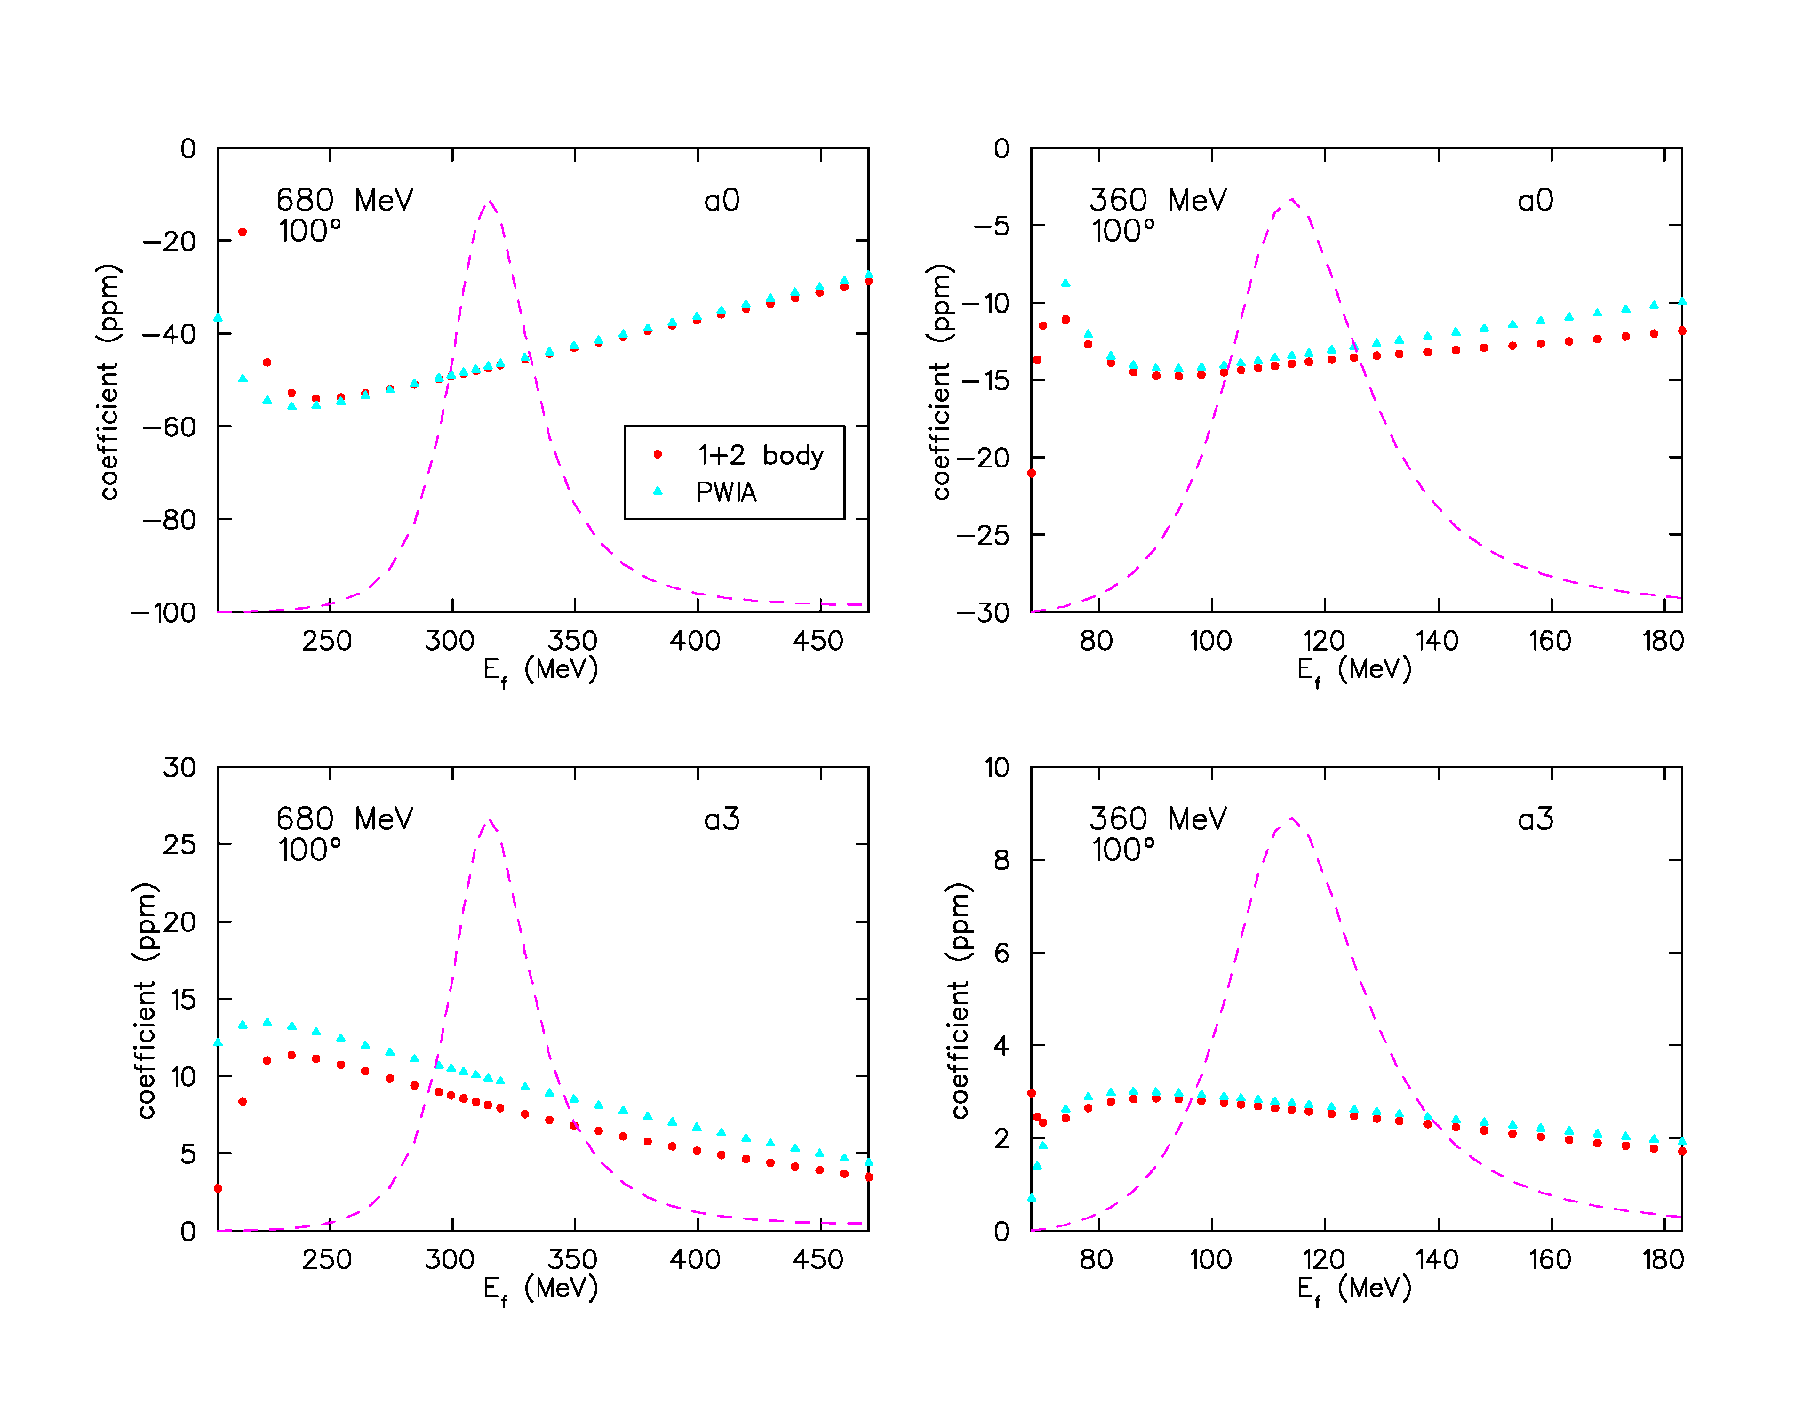 0
−20
−40
−60
−80
−100
coefficient (ppm)
680 MeV
100°
a0
1+2 body
PWIA
250 300 350 400 450
E_f (MeV)
0
−5
−10
−15
−20
−25
−30
coefficient (ppm)
360 MeV
100°
a0
80 100 120 140 160 180
E_f (MeV)
30
25
20
15
10
5
0
coefficient (ppm)
680 MeV
100°
a3
250 300 350 400 450
E_f (MeV)
10
8
6
4
2
0
coefficient (ppm)
360 MeV
100°
a3
80 100 120 140 160 180
E_f (MeV)